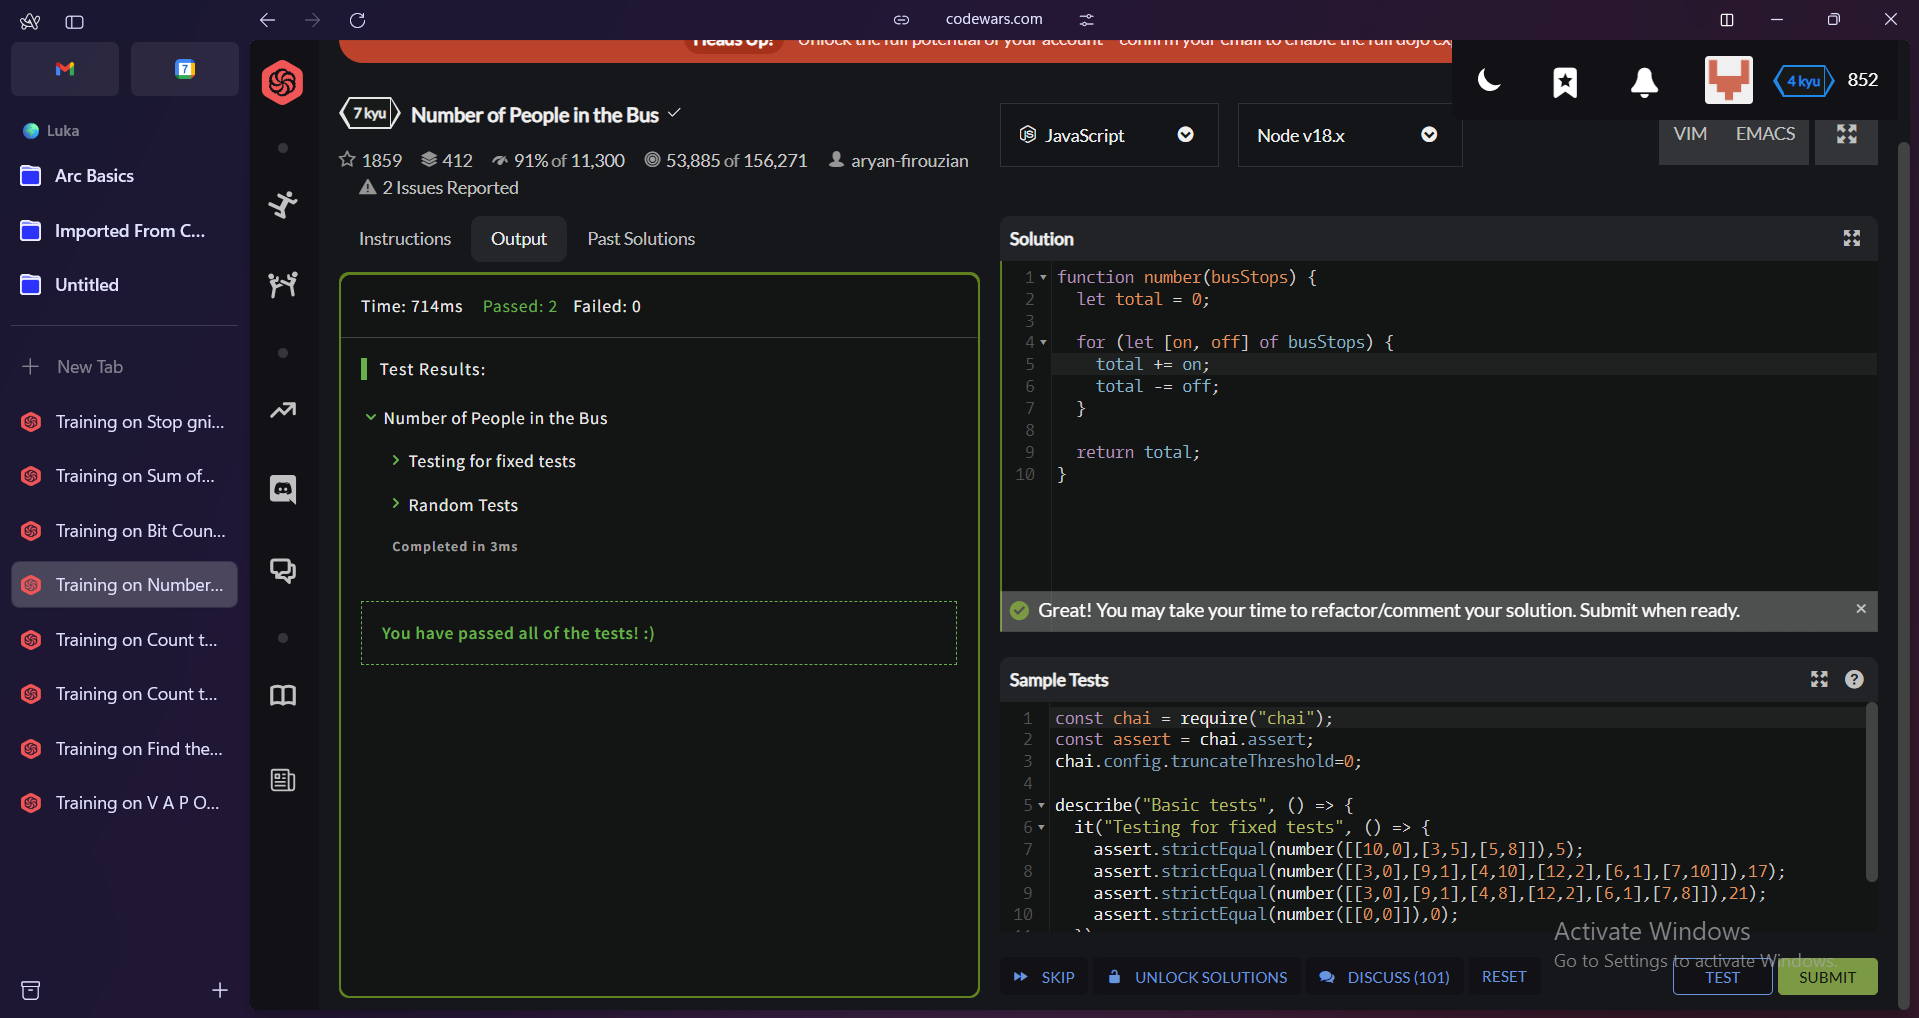 codewars.com
7
Luka
Arc Basics
Imported From C...
Untitled
New Tab
Training on Stop gni...
Training on Sum of...
Training on Bit Coun...
Training on Number...
Training on Count t...
Training on Count t...
Training on Find the...
Training on V A P O...
Heads Up! Unlock the full potential of your account - confirm your email to enable the full dojo ex
4 kyu 852
7 kyu Number of People in the Bus
1859 412 91% of 11,300 53,885 of 156,271 aryan-firouzian
2 Issues Reported
JavaScript
Node v18.x
VIM EMACS
Instructions Output Past Solutions
Time: 714ms Passed: 2 Failed: 0
Test Results:
Number of People in the Bus
Testing for fixed tests
Random Tests
Completed in 3ms
You have passed all of the tests! :)
Solution
1 function number(busStops) {
2 let total = 0;
3
4 for (let [on, off] of busStops) {
5 total += on;
6 total -= off;
7 }
8
9 return total;
10 }
Great! You may take your time to refactor/comment your solution. Submit when ready.
Sample Tests
1 const chai = require("chai");
2 const assert = chai.assert;
3 chai.config.truncateThreshold=0;
4
5 describe("Basic tests", () => {
6 it("Testing for fixed tests", () => {
7 assert.strictEqual(number([[10,0],[3,5],[5,8]]),5);
8 assert.strictEqual(number([[3,0],[9,1],[4,10],[12,2],[6,1],[7,10]]),17);
9 assert.strictEqual(number([[3,0],[9,1],[4,8],[12,2],[6,1],[7,8]]),21);
10 assert.strictEqual(number([[0,0]]),0);
Activate Windows
Go to Settings to activate Windows.
SKIP UNLOCK SOLUTIONS DISCUSS (101) RESET TEST SUBMIT